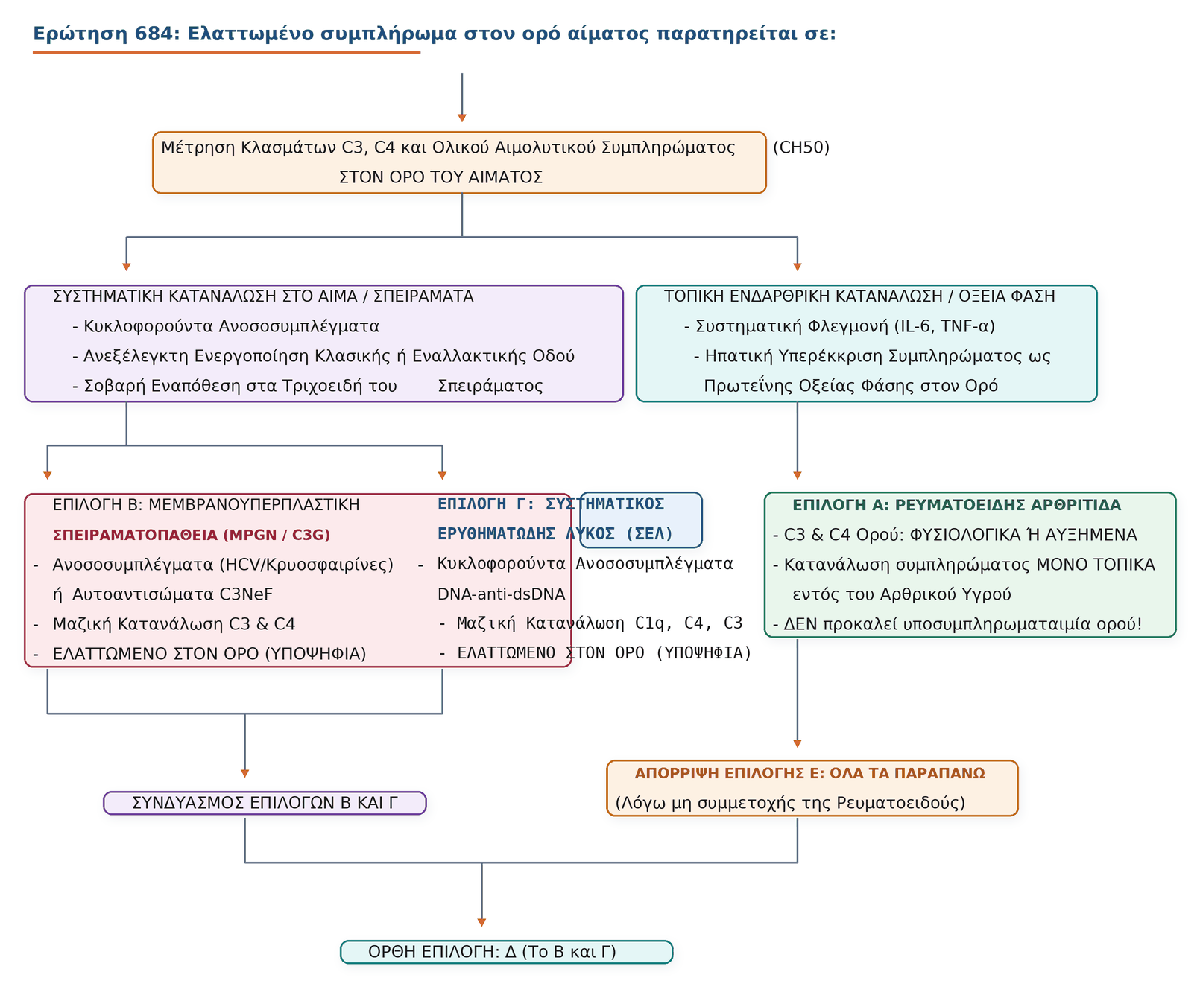 Ερώτηση 684: Ελαττωμένο συμπλήρωμα στον ορό αίματος παρατηρείται σε:
Μέτρηση Κλασμάτων C3, C4 και Ολικού Αιμολυτικού Συμπληρώματος (CH50)
ΣΤΟΝ ΟΡΟ ΤΟΥ ΑΙΜΑΤΟΣ
ΣΥΣΤΗΜΑΤΙΚΗ ΚΑΤΑΝΑΛΩΣΗ ΣΤΟ ΑΙΜΑ / ΣΠΕΙΡΑΜΑΤΑ
- Κυκλοφορούντα Ανοσοσυμπλέγματα
- Ανεξέλεγκτη Ενεργοποίηση Κλασικής ή Εναλλακτικής Οδού
- Σοβαρή Εναπόθεση στα Τριχοειδή του Σπειράματος
ΤΟΠΙΚΗ ΕΝΔΑΡΘΡΙΚΗ ΚΑΤΑΝΑΛΩΣΗ / ΟΞΕΙΑ ΦΑΣΗ
- Συστηματική Φλεγμονή (IL-6, TNF-α)
- Ηπατική Υπερέκκριση Συμπληρώματος ως
Πρωτεΐνης Οξείας Φάσης στον Ορό
ΕΠΙΛΟΓΗ Β: ΜΕΜΒΡΑΝΟΥΠΕΡΠΛΑΣΤΙΚΗ
ΣΠΕΙΡΑΜΑΤΟΠΑΘΕΙΑ (MPGN / C3G)
- Ανοσοσυμπλέγματα (HCV/Κρυοσφαιρίνες)
ή Αυτοαντισώματα C3NeF
- Μαζική Κατανάλωση C3 & C4
- ΕΛΑΤΤΩΜΕΝΟ ΣΤΟΝ ΟΡΟ (ΥΠΟΨΗΦΙΑ)
ΕΠΙΛΟΓΗ Γ: ΣΥΣΤΗΜΑΤΙΚΟΣ
ΕΡΥΘΗΜΑΤΩΔΗΣ ΛΥΚΟΣ (ΣΕΛ)
- Κυκλοφορούντα Ανοσοσυμπλέγματα
DNA-anti-dsDNA
- Μαζική Κατανάλωση C1q, C4, C3
- ΕΛΑΤΤΩΜΕΝΟ ΣΤΟΝ ΟΡΟ (ΥΠΟΨΗΦΙΑ)
ΕΠΙΛΟΓΗ Α: ΡΕΥΜΑΤΟΕΙΔΗΣ ΑΡΘΡΙΤΙΔΑ
- C3 & C4 Ορού: ΦΥΣΙΟΛΟΓΙΚΑ Ή ΑΥΞΗΜΕΝΑ
- Κατανάλωση συμπληρώματος ΜΟΝΟ ΤΟΠΙΚΑ
εντός του Αρθρικού Υγρού
- ΔΕΝ προκαλεί υποσυμπληρωματαιμία ορού!
ΑΠΟΡΡΙΨΗ ΕΠΙΛΟΓΗΣ Ε: ΟΛΑ ΤΑ ΠΑΡΑΠΑΝΩ
(Λόγω μη συμμετοχής της Ρευματοειδούς)
ΣΥΝΔΥΑΣΜΟΣ ΕΠΙΛΟΓΩΝ Β ΚΑΙ Γ
ΟΡΘΗ ΕΠΙΛΟΓΗ: Δ (Το Β και Γ)